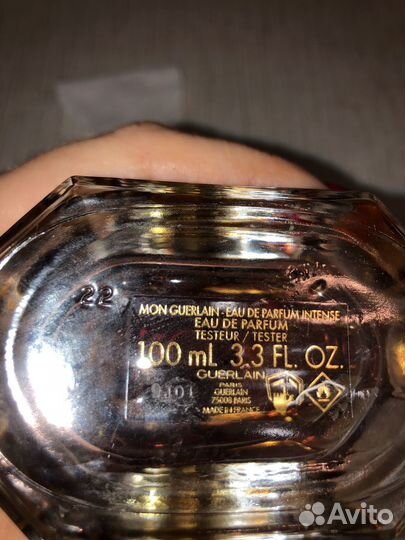 22
MON GUERLAIN - EAU DE PARFUM INTENSE
EAU DE PARFUM
TESTEUR / TESTER
100 mL 3.3 FL. OZ.
GUERLAIN
PARIS
GUERLAIN
75008 PARIS
MADE IN FRANCE
Avito